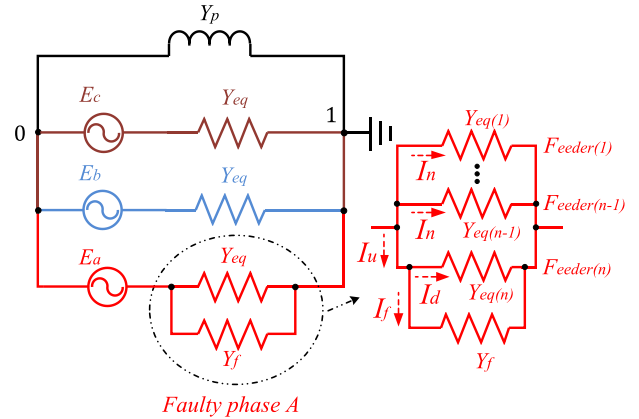 Yp
Ec
Yeq
0
1
Eb
Yeq
Ea
Yeq
Yf
Faulty phase A
Yeq(1)
Feeder(1)
In
Feeder(n-1)
In
Yeq(n-1)
Iu
Feeder(n)
Id
Yeq(n)
If
Yf